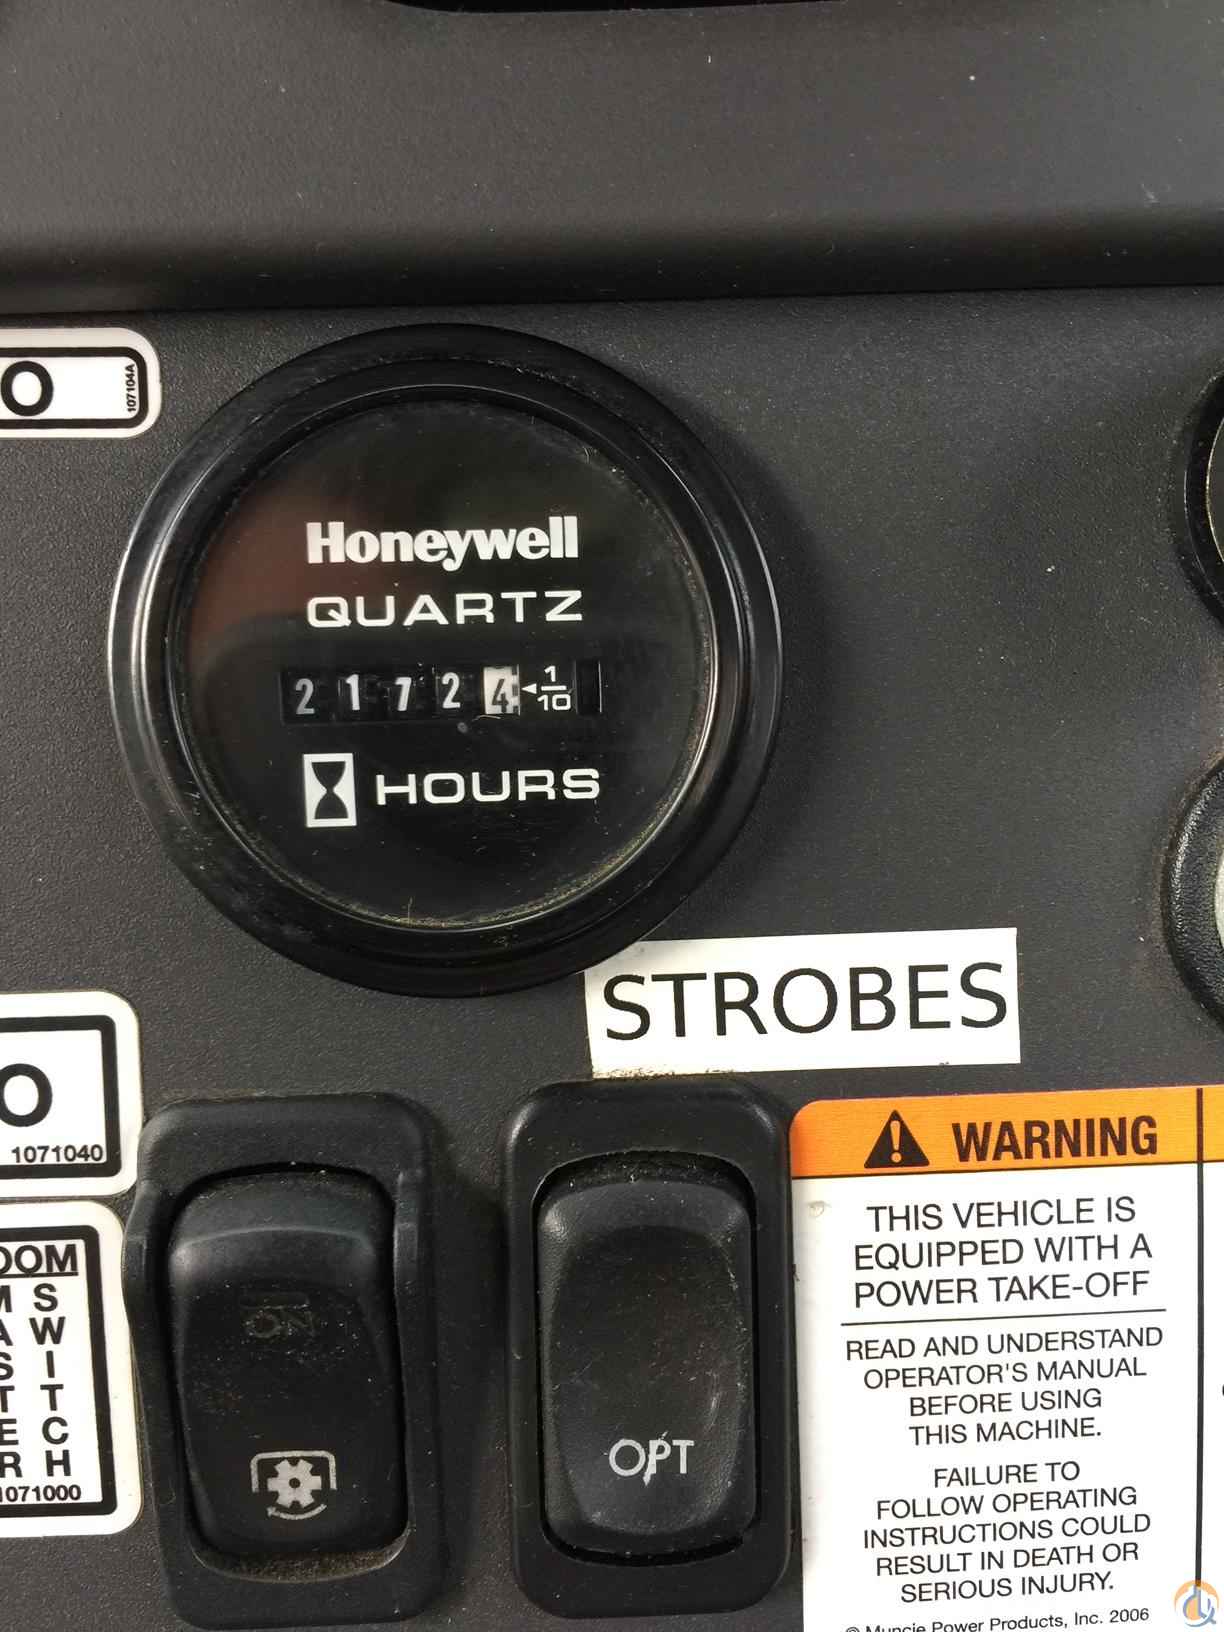 O
107104A
Honeywell
QUARTZ
2 1 7 2 4 1/10
HOURS
STROBES
O
1071040
OOM
M S
A W
S I
T T
E C
R H
1071000
ON
OPT
WARNING
THIS VEHICLE IS
EQUIPPED WITH A
POWER TAKE-OFF
READ AND UNDERSTAND
OPERATOR'S MANUAL
BEFORE USING
THIS MACHINE.
FAILURE TO
FOLLOW OPERATING
INSTRUCTIONS COULD
RESULT IN DEATH OR
SERIOUS INJURY.
© Muncie Power Products, Inc. 2006